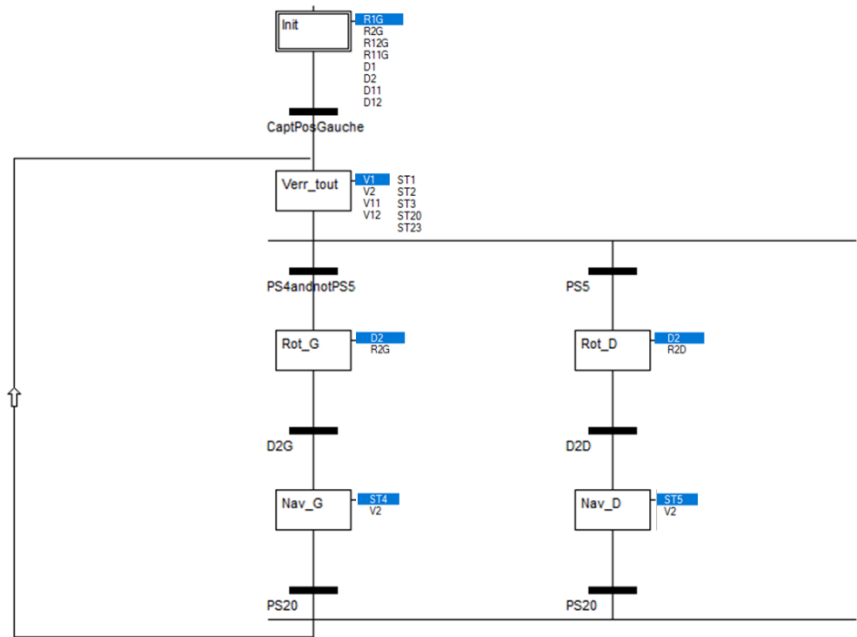 Init
R1G
R2G
R12G
R11G
D1
D2
D11
D12
CaptPosGauche
Verr_tout
V1 ST1
V2 ST2
V11 ST3
V12 ST20
ST23
PS4andnotPS5 PS5
Rot_G D2 Rot_D D2
R2G R2D
D2G D2D
Nav_G ST4 Nav_D ST5
V2 V2
PS20 PS20